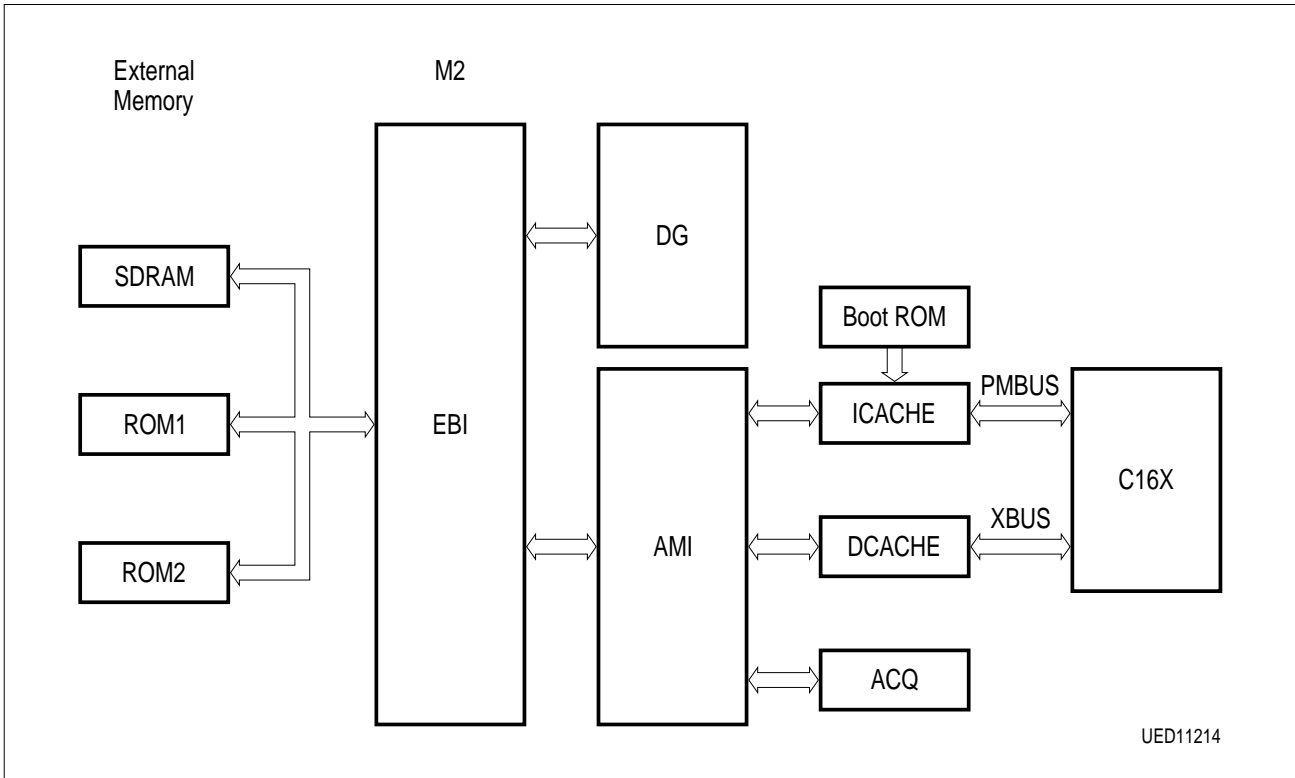 External
Memory
M2
SDRAM
ROM1
ROM2
EBI
DG
AMI
Boot ROM
ICACHE
DCACHE
ACQ
PMBUS
XBUS
C16X
UED11214